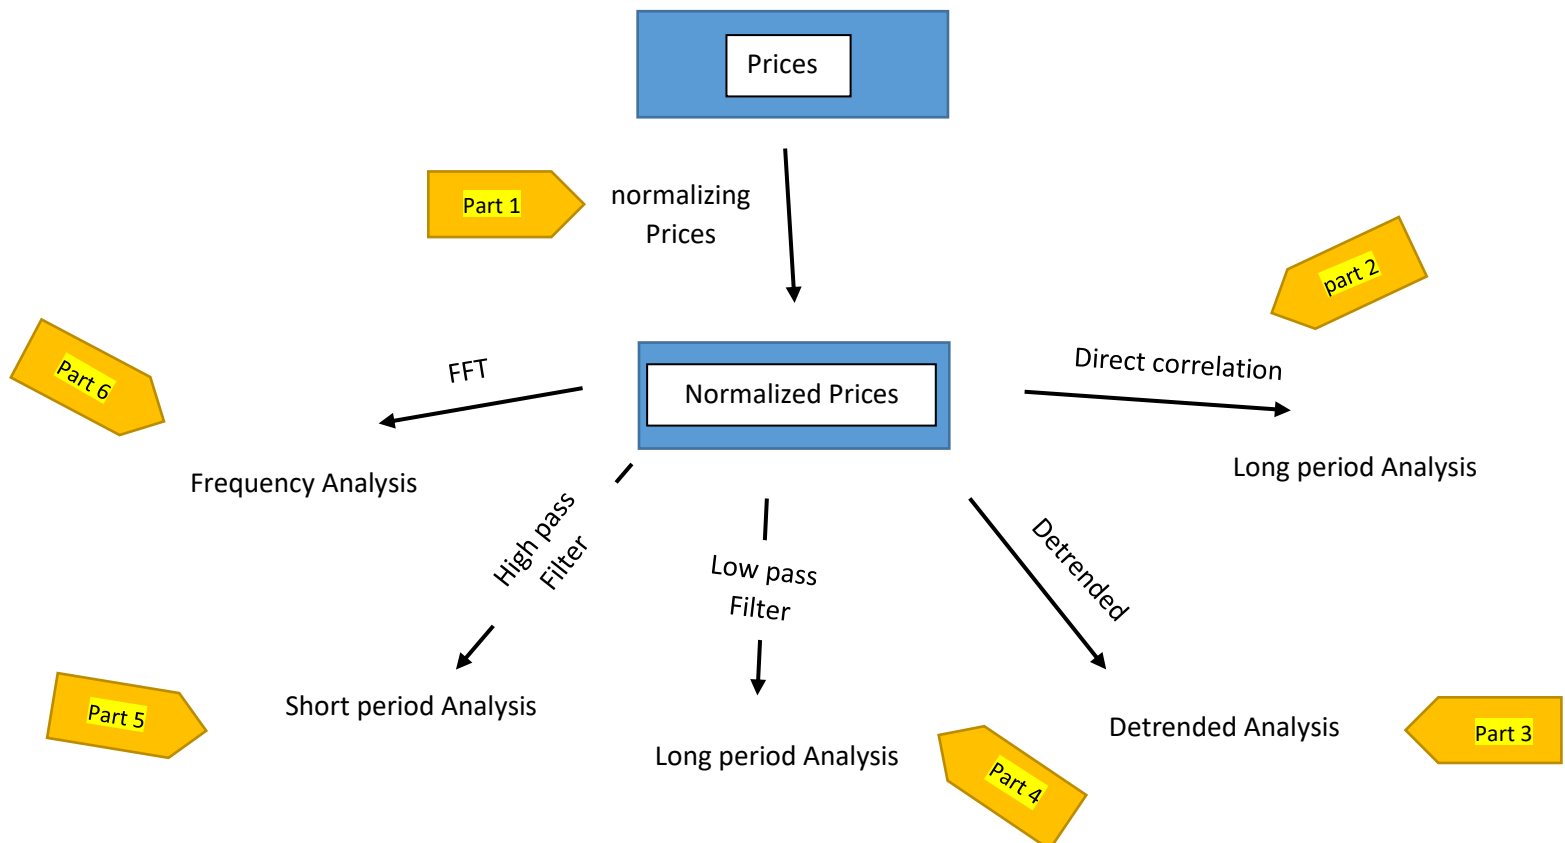 Prices
Part 1
normalizing
Prices
part 2
Part 6
FFT
Normalized Prices
Direct correlation
Frequency Analysis
Long period Analysis
High pass
Filter
Low pass
Filter
Detrended
Part 5
Short period Analysis
Long period Analysis
Detrended Analysis
Part 3
Part 4